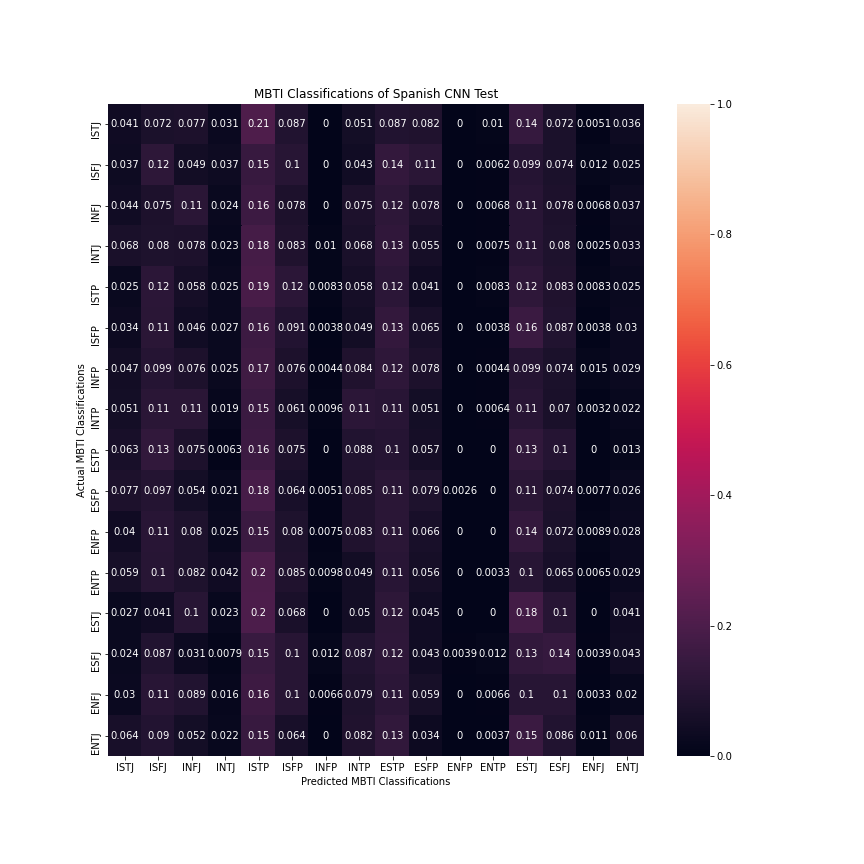 MBTI Classifications of Spanish CNN Test
Actual MBTI Classifications
ISTJ 0.041 0.072 0.077 0.031 0.21 0.087 0 0.051 0.087 0.082 0 0.01 0.14 0.072 0.0051 0.036
ISFJ 0.037 0.12 0.049 0.037 0.15 0.1 0 0.043 0.14 0.11 0 0.0062 0.099 0.074 0.012 0.025
INFJ 0.044 0.075 0.11 0.024 0.16 0.078 0 0.075 0.12 0.078 0 0.0068 0.11 0.078 0.0068 0.037
INTJ 0.068 0.08 0.078 0.023 0.18 0.083 0.01 0.068 0.13 0.055 0 0.0075 0.11 0.08 0.0025 0.033
ISTP 0.025 0.12 0.058 0.025 0.19 0.12 0.0083 0.058 0.12 0.041 0 0.0083 0.12 0.083 0.0083 0.025
ISFP 0.034 0.11 0.046 0.027 0.16 0.091 0.0038 0.049 0.13 0.065 0 0.0038 0.16 0.087 0.0038 0.03
INFP 0.047 0.099 0.076 0.025 0.17 0.076 0.0044 0.084 0.12 0.078 0 0.0044 0.099 0.074 0.015 0.029
INTP 0.051 0.11 0.11 0.019 0.15 0.061 0.0096 0.11 0.11 0.051 0 0.0064 0.11 0.07 0.0032 0.022
ESTP 0.063 0.13 0.075 0.0063 0.16 0.075 0 0.088 0.1 0.057 0 0 0.13 0.1 0 0.013
ESFP 0.077 0.097 0.054 0.021 0.18 0.064 0.0051 0.085 0.11 0.079 0.0026 0 0.11 0.074 0.0077 0.026
ENFP 0.04 0.11 0.08 0.025 0.15 0.08 0.0075 0.083 0.11 0.066 0 0 0.14 0.072 0.0089 0.028
ENTP 0.059 0.1 0.082 0.042 0.2 0.085 0.0098 0.049 0.11 0.056 0 0.0033 0.1 0.065 0.0065 0.029
ESTJ 0.027 0.041 0.1 0.023 0.2 0.068 0 0.05 0.12 0.045 0 0 0.18 0.1 0 0.041
ESFJ 0.024 0.087 0.031 0.0079 0.15 0.1 0.012 0.087 0.12 0.043 0.0039 0.012 0.13 0.14 0.0039 0.043
ENFJ 0.03 0.11 0.089 0.016 0.16 0.1 0.0066 0.079 0.11 0.059 0 0.0066 0.1 0.1 0.0033 0.02
ENTJ 0.064 0.09 0.052 0.022 0.15 0.064 0 0.082 0.13 0.034 0 0.0037 0.15 0.086 0.011 0.06
ISTJ ISFJ INFJ INTJ ISTP ISFP INFP INTP ESTP ESFP ENFP ENTP ESTJ ESFJ ENFJ ENTJ
Predicted MBTI Classifications
1.0
0.8
0.6
0.4
0.2
0.0